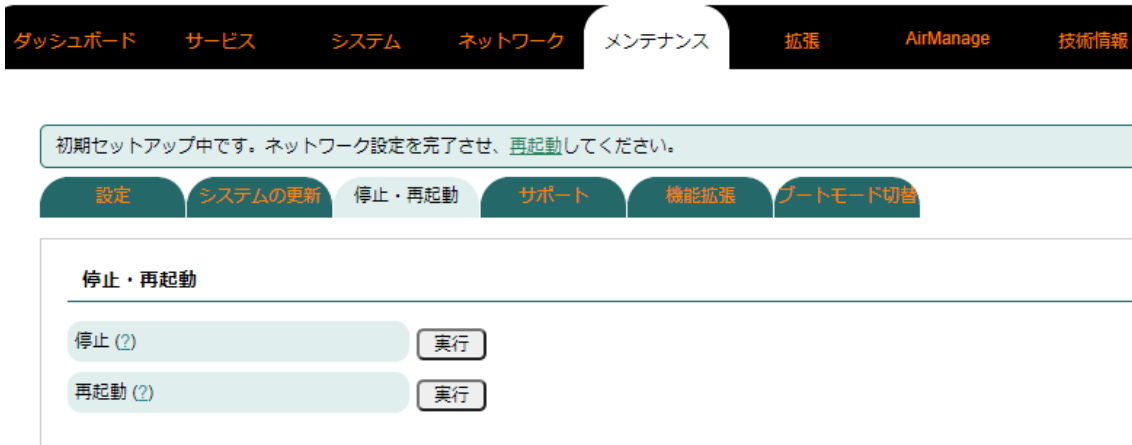 ダッシュボード サービス システム ネットワーク メンテナンス 拡張 AirManage 技術情報
初期セットアップ中です。ネットワーク設定を完了させ、再起動してください。
設定 システムの更新 停止・再起動 サポート 機能拡張 ブートモード切替
停止・再起動
停止 (?) 実行
再起動 (?) 実行